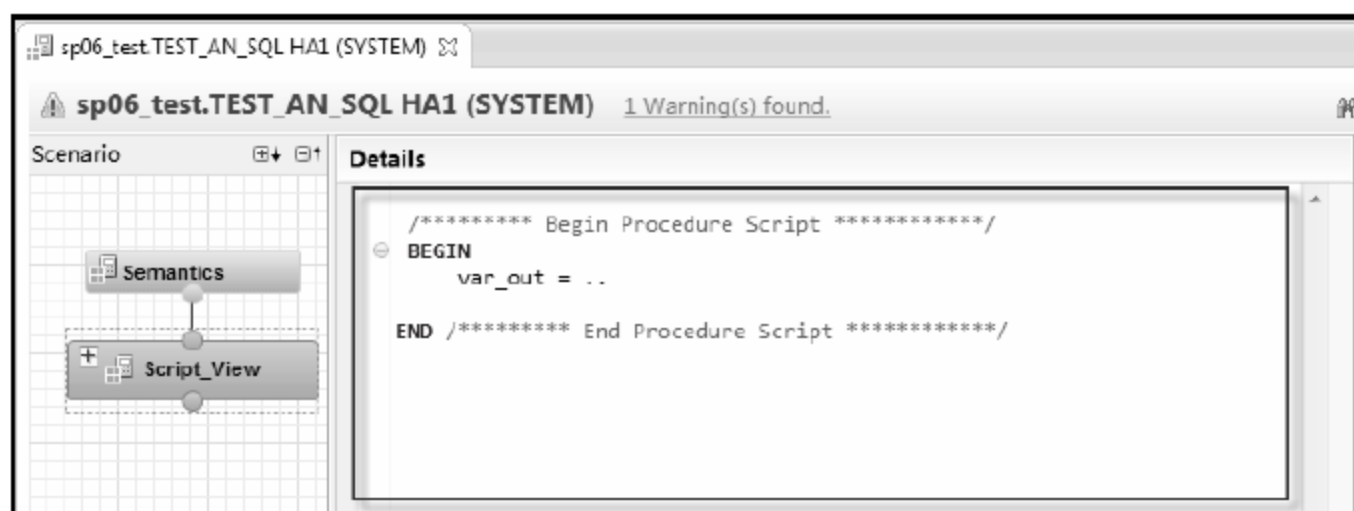 sp06_test.TEST_AN_SQL HA1 (SYSTEM)
sp06_test.TEST_AN_SQL HA1 (SYSTEM) 1 Warning(s) found.
Scenario
Details
/********* Begin Procedure Script ************/
BEGIN
var_out = ..
END /********* End Procedure Script ************/
Semantics
Script_View